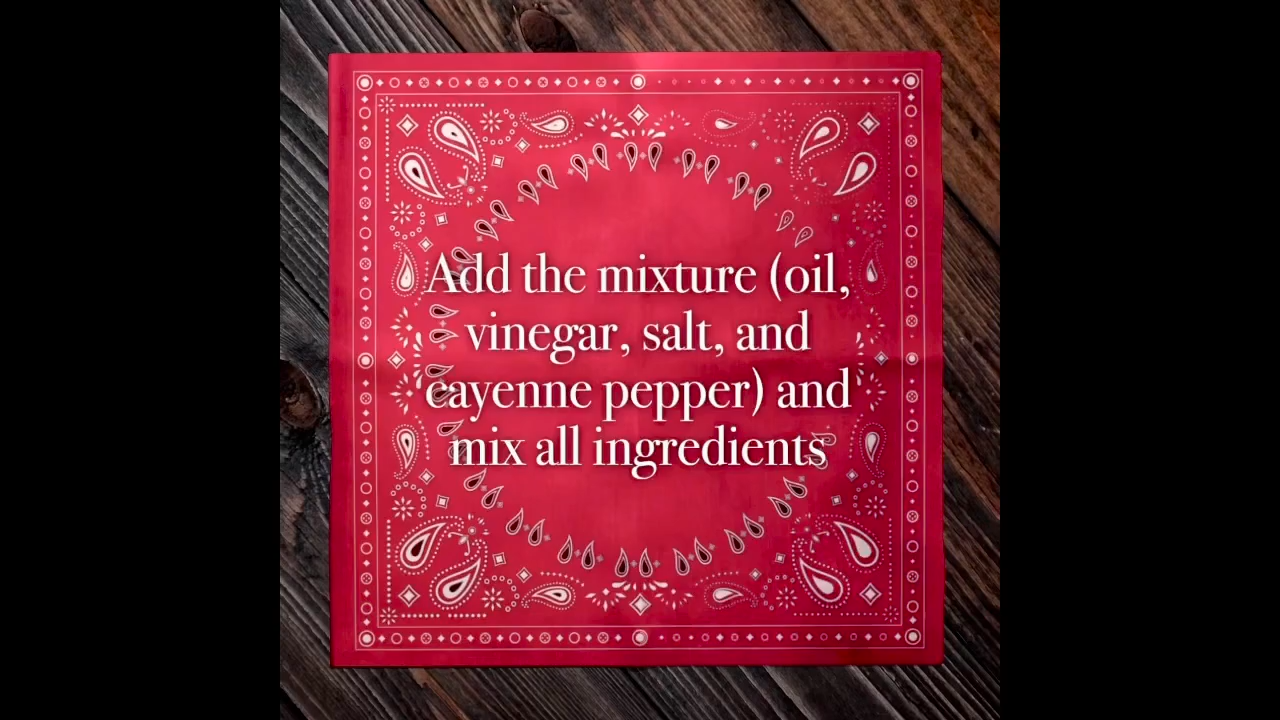 Add the mixture (oil,
vinegar, salt, and
cayenne pepper) and
mix all ingredients